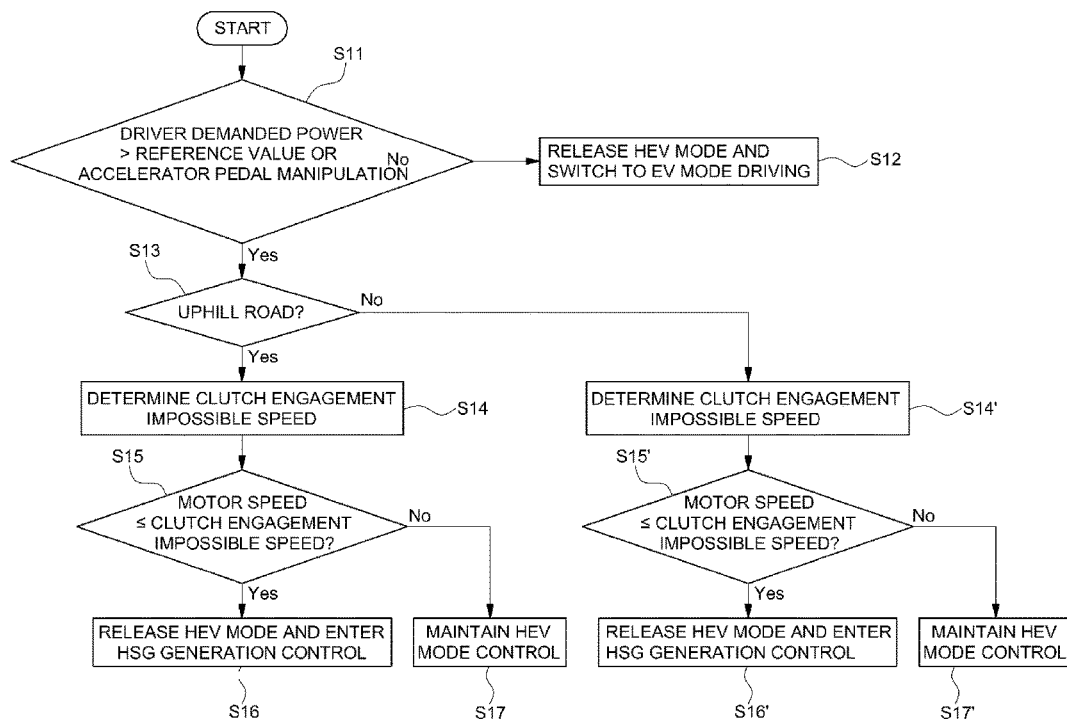 START
S11
DRIVER DEMANDED POWER
> REFERENCE VALUE OR
ACCELERATOR PEDAL MANIPULATION
No
RELEASE HEV MODE AND
SWITCH TO EV MODE DRIVING
S12
Yes
S13
UPHILL ROAD?
No
Yes
DETERMINE CLUTCH ENGAGEMENT
IMPOSSIBLE SPEED
S14
DETERMINE CLUTCH ENGAGEMENT
IMPOSSIBLE SPEED
S14'
S15
MOTOR SPEED
≤ CLUTCH ENGAGEMENT
IMPOSSIBLE SPEED?
No
Yes
S15'
MOTOR SPEED
≤ CLUTCH ENGAGEMENT
IMPOSSIBLE SPEED?
No
Yes
RELEASE HEV MODE AND ENTER
HSG GENERATION CONTROL
MAINTAIN HEV
MODE CONTROL
RELEASE HEV MODE AND ENTER
HSG GENERATION CONTROL
MAINTAIN HEV
MODE CONTROL
S16
S17
S16'
S17'